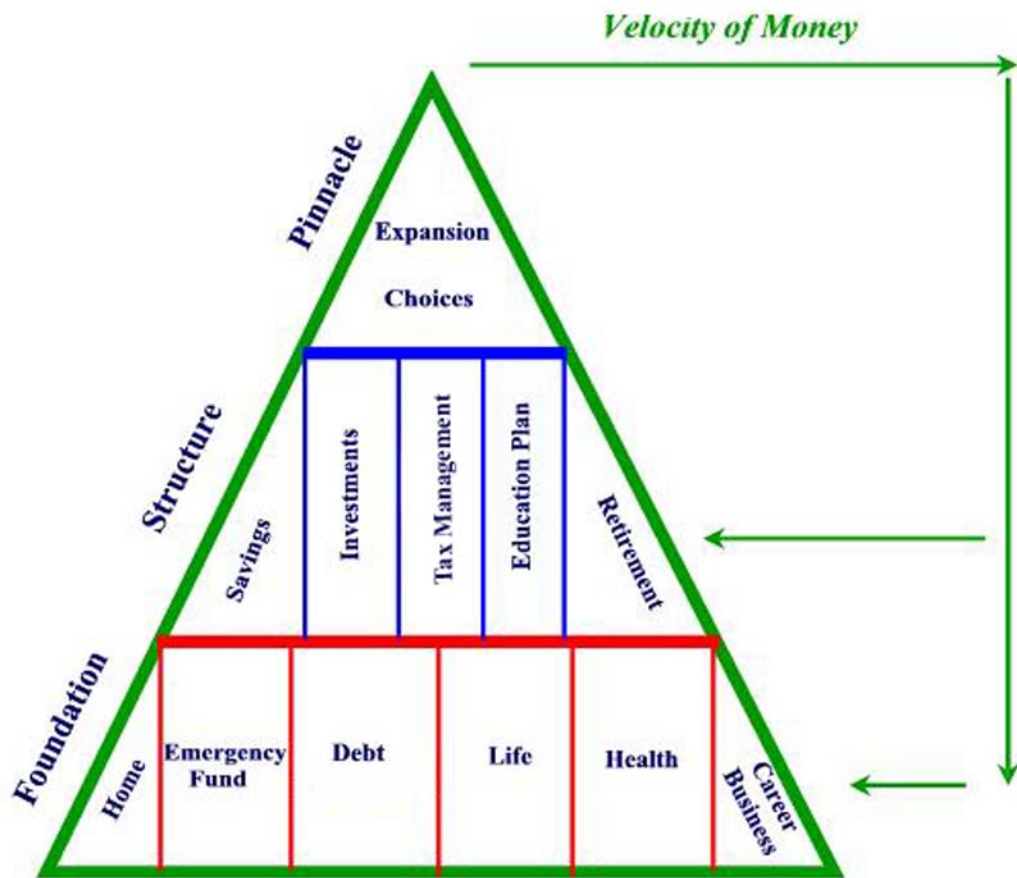 Velocity of Money
Pinnacle
Expansion
Choices
Structure
Savings
Investments
Tax Management
Education Plan
Retirement
Foundation
Home
Emergency
Fund
Debt
Life
Health
Career
Business